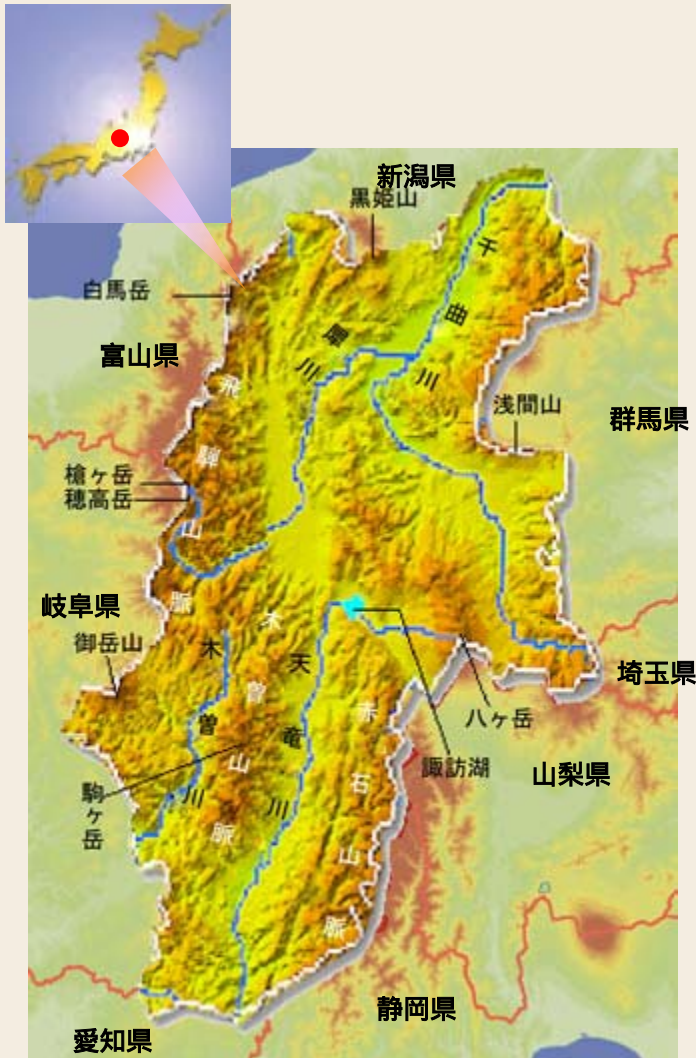 新潟県
黒姫山
千曲川
白馬岳
犀川
富山県
飛騨山脈
浅間山
群馬県
槍ヶ岳
穂高岳
岐阜県
御岳山
木曽川
木曽山脈
天竜川
赤石山脈
埼玉県
八ヶ岳
諏訪湖
山梨県
駒ヶ岳
静岡県
愛知県